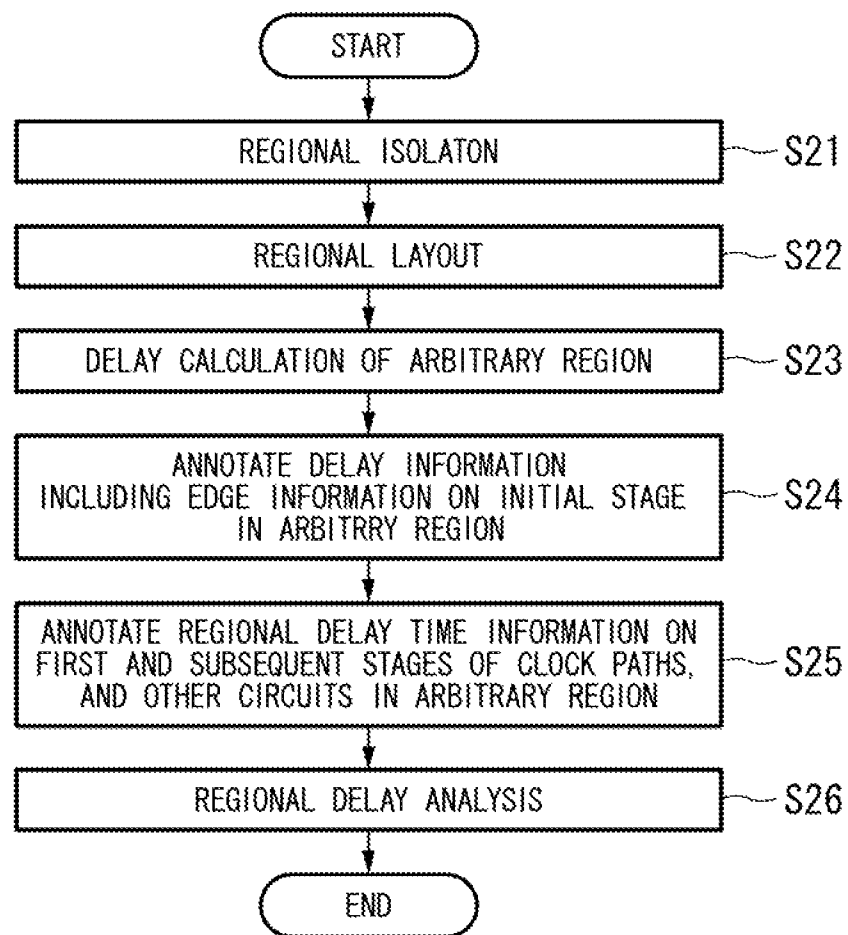 START
REGIONAL ISOLATON
S21
REGIONAL LAYOUT
S22
DELAY CALCULATION OF ARBITRARY REGION
S23
ANNOTATE DELAY INFORMATION
INCLUDING EDGE INFORMATION ON INITIAL STAGE
IN ARBITRRY REGION
S24
ANNOTATE REGIONAL DELAY TIME INFORMATION ON
FIRST AND SUBSEQUENT STAGES OF CLOCK PATHS,
AND OTHER CIRCUITS IN ARBITRARY REGION
S25
REGIONAL DELAY ANALYSIS
S26
END